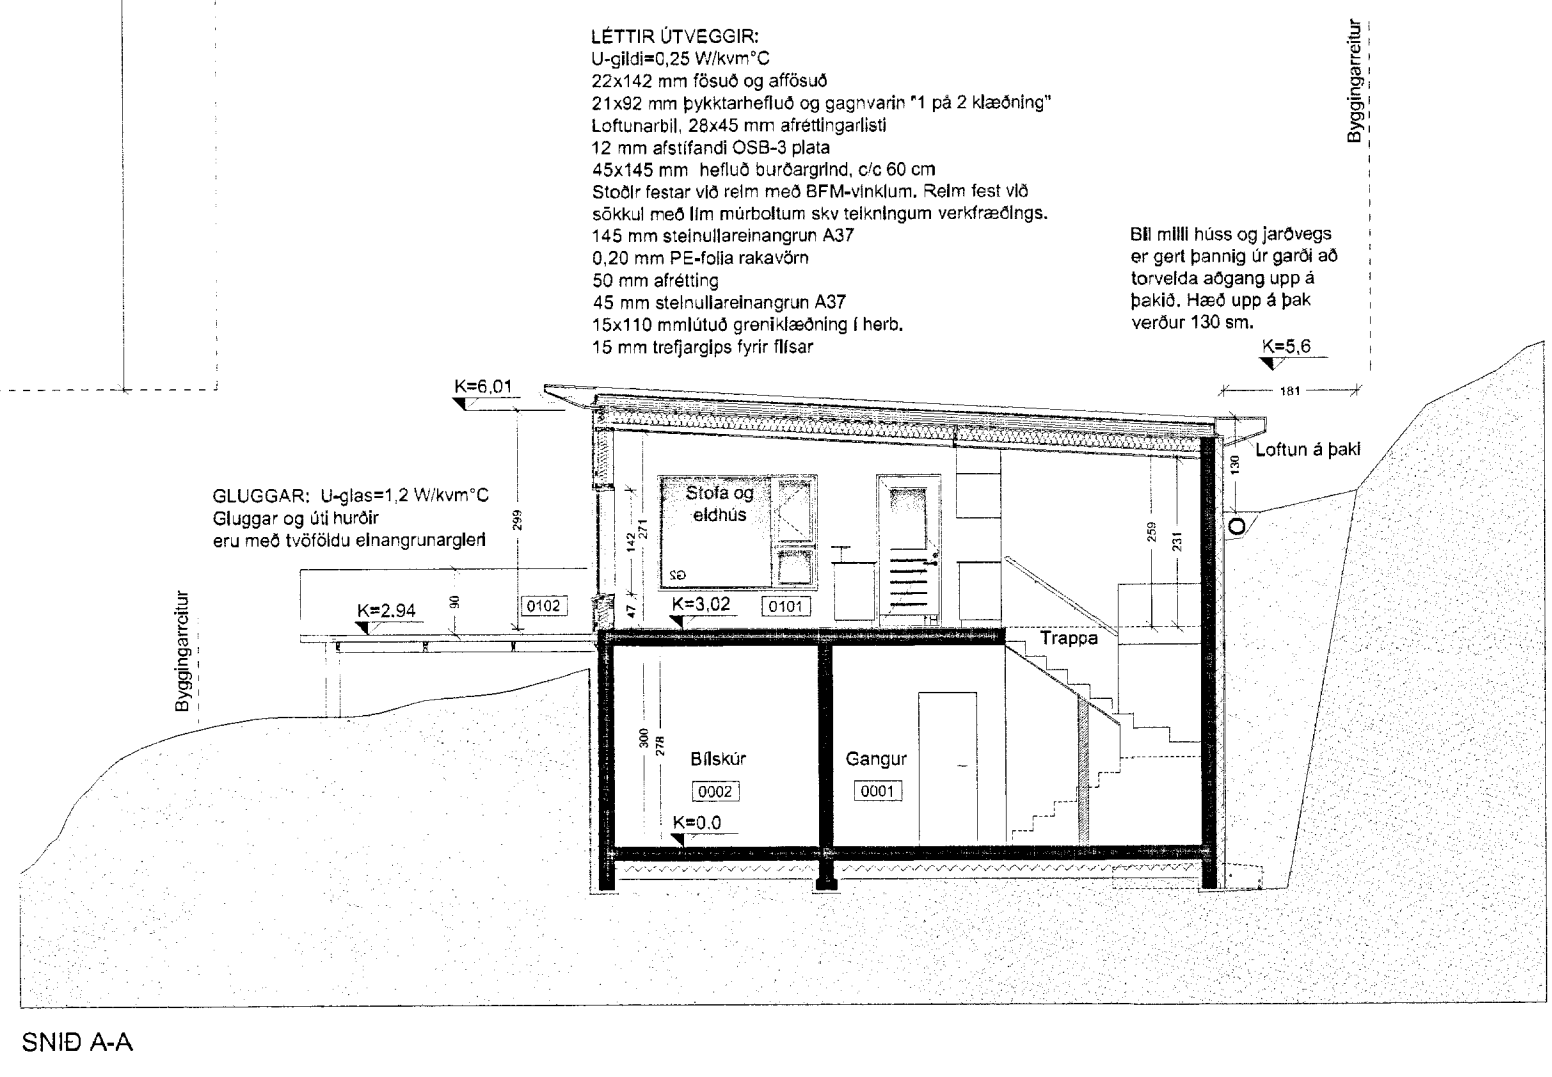 LÉTTIR ÚTVEGGIR:
U-gildi=0,25 W/kvm°C
22x142 mm fösuð og affösuð
21x92 mm þykktarhefluð og gagnvarin "1 på 2 klæðning"
Loftunarbil, 28x45 mm afréttingarlisti
12 mm afstífandi OSB-3 plata
45x145 mm hefluð burðargrind, c/c 60 cm
Stoðir festar við reim með BFM-vinklum. Reim fest við
sökkul með lím múrboltum skv teikningum verkfræðings.
145 mm steinullareinangrun A37
0,20 mm PE-folia rakavörn
50 mm afrétting
45 mm steinullareinangrun A37
15x110 mmlútuð greniklæðning í herb.
15 mm trefjargips fyrir flísar
Byggingarreitur
Bil milli húss og jarðvegs
er gert þannig úr garði að
torvelda aðgang upp á
þakið. Hæð upp á þak
verður 130 sm.
K=5,6
181
K=6,01
Loftun á þaki
130
GLUGGAR: U-glas=1,2 W/kvm°C
Gluggar og úti hurðir
eru með tvöföldu einangrunargleri
299
142
271
47
Stofa og
eldhús
G2
259
231
K=2.94
90
0102
K=3,02
0101
Trappa
Byggingarreitur
300
278
Bílskúr
0002
Gangur
0001
K=0.0
SNIÐ A-A